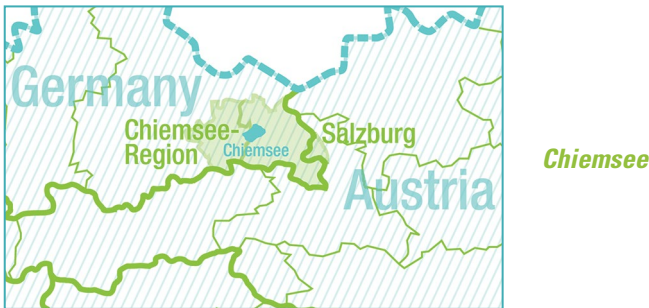 Germany
Chiemsee-
Region
Chiemsee
Salzburg
Austria
Chiemsee